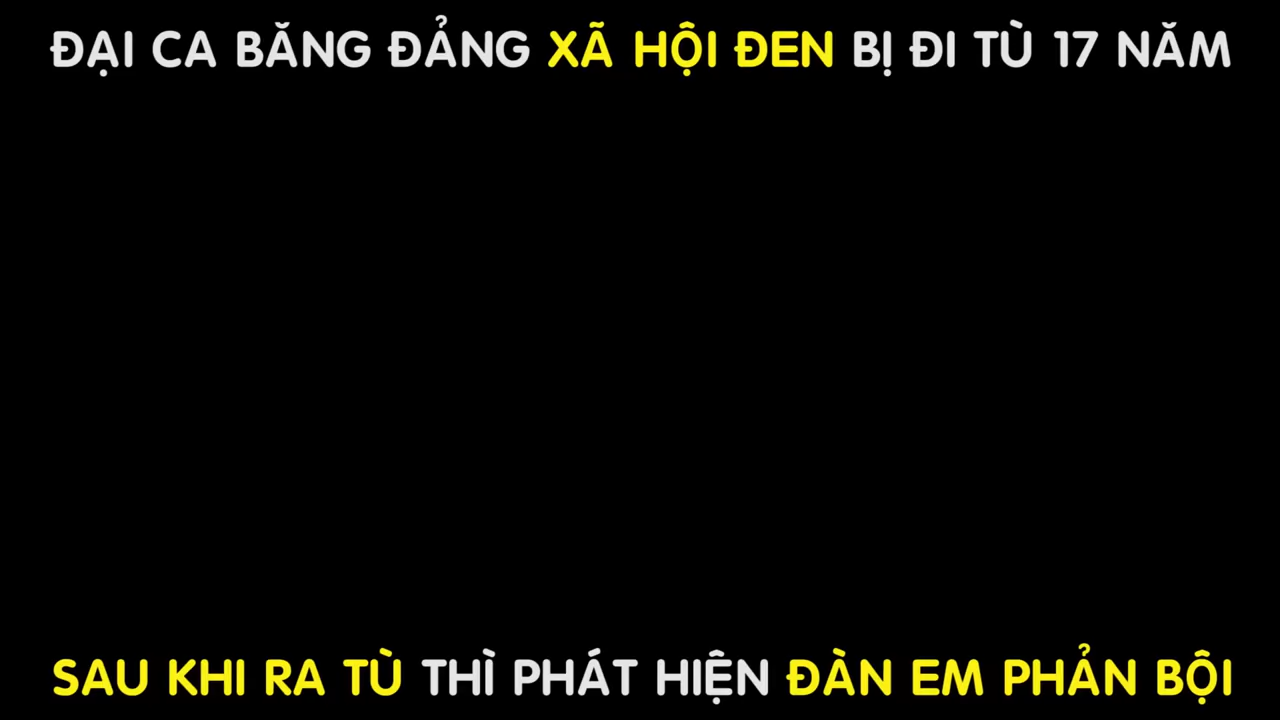 ĐẠI CA BĂNG ĐẢNG XÃ HỘI ĐEN BỊ ĐI TÙ 17 NĂM
SAU KHI RA TÙ THÌ PHÁT HIỆN ĐÀN EM PHẢN BỘI